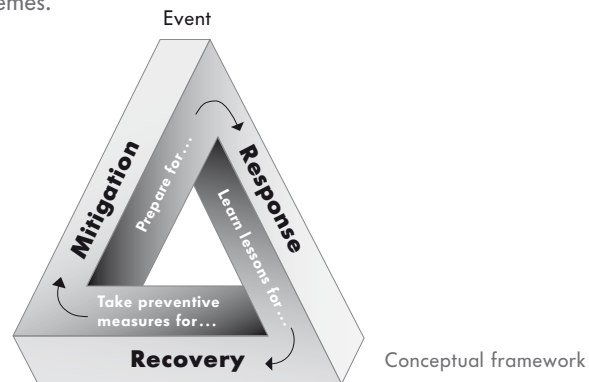 emes.
Event
Mitigation
Prepare for...
Response
Learn lessons for...
Take preventive
measures for...
Recovery
Conceptual framework